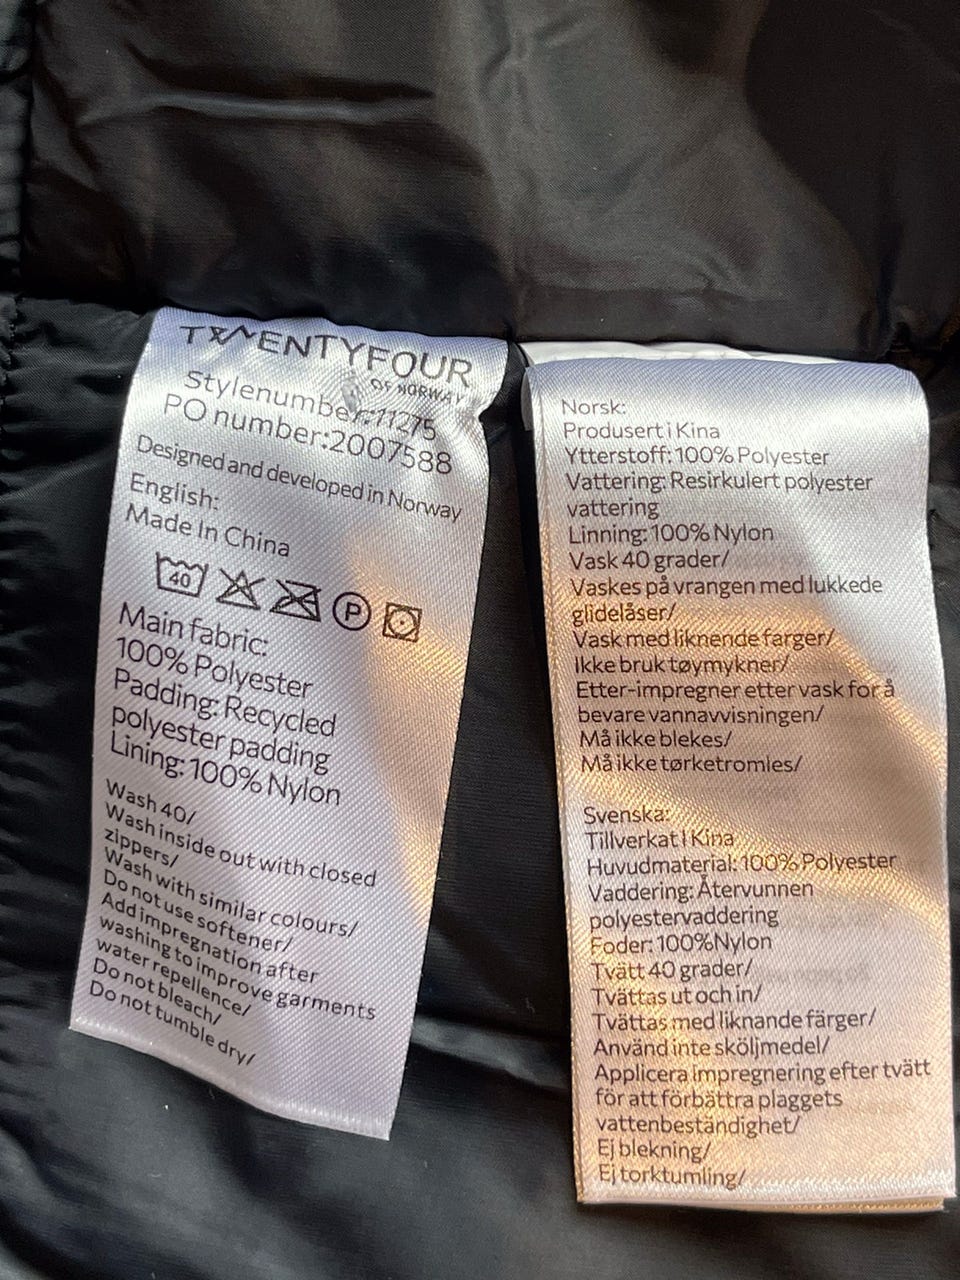 TWENTYFOUR
OF NORWAY
Stylenumber:11275
PO number:2007588
Designed and developed in Norway
English:
Made In China
40
P
Main fabric:
100% Polyester
Padding: Recycled
polyester padding
Lining: 100% Nylon
Wash 40/
Wash inside out with closed
zippers/
Wash with similar colours/
Do not use softener/
Add impregnation after
washing to improve garments
water repellence/
Do not bleach/
Do not tumble dry/
Norsk:
Produsert i Kina
Ytterstoff: 100% Polyester
Vattering: Resirkulert polyester
vattering
Linning: 100% Nylon
Vask 40 grader/
Vaskes på vrangen med lukkede
glidelåser/
Vask med liknende farger/
Ikke bruk tøymykner/
Etter-impregner etter vask for å
bevare vannavvisningen/
Må ikke blekes/
Må ikke tørketromles/
Svenska:
Tillverkat I Kina
Huvudmaterial: 100% Polyester
Vaddering: Återvunnen
polyestervaddering
Foder: 100%Nylon
Tvätt 40 grader/
Tvättas ut och in/
Tvättas med liknande färger/
Använd inte sköljmedel/
Applicera impregnering efter tvätt
för att förbättra plaggets
vattenbeständighet/
Ej blekning/
Ej torktumling/